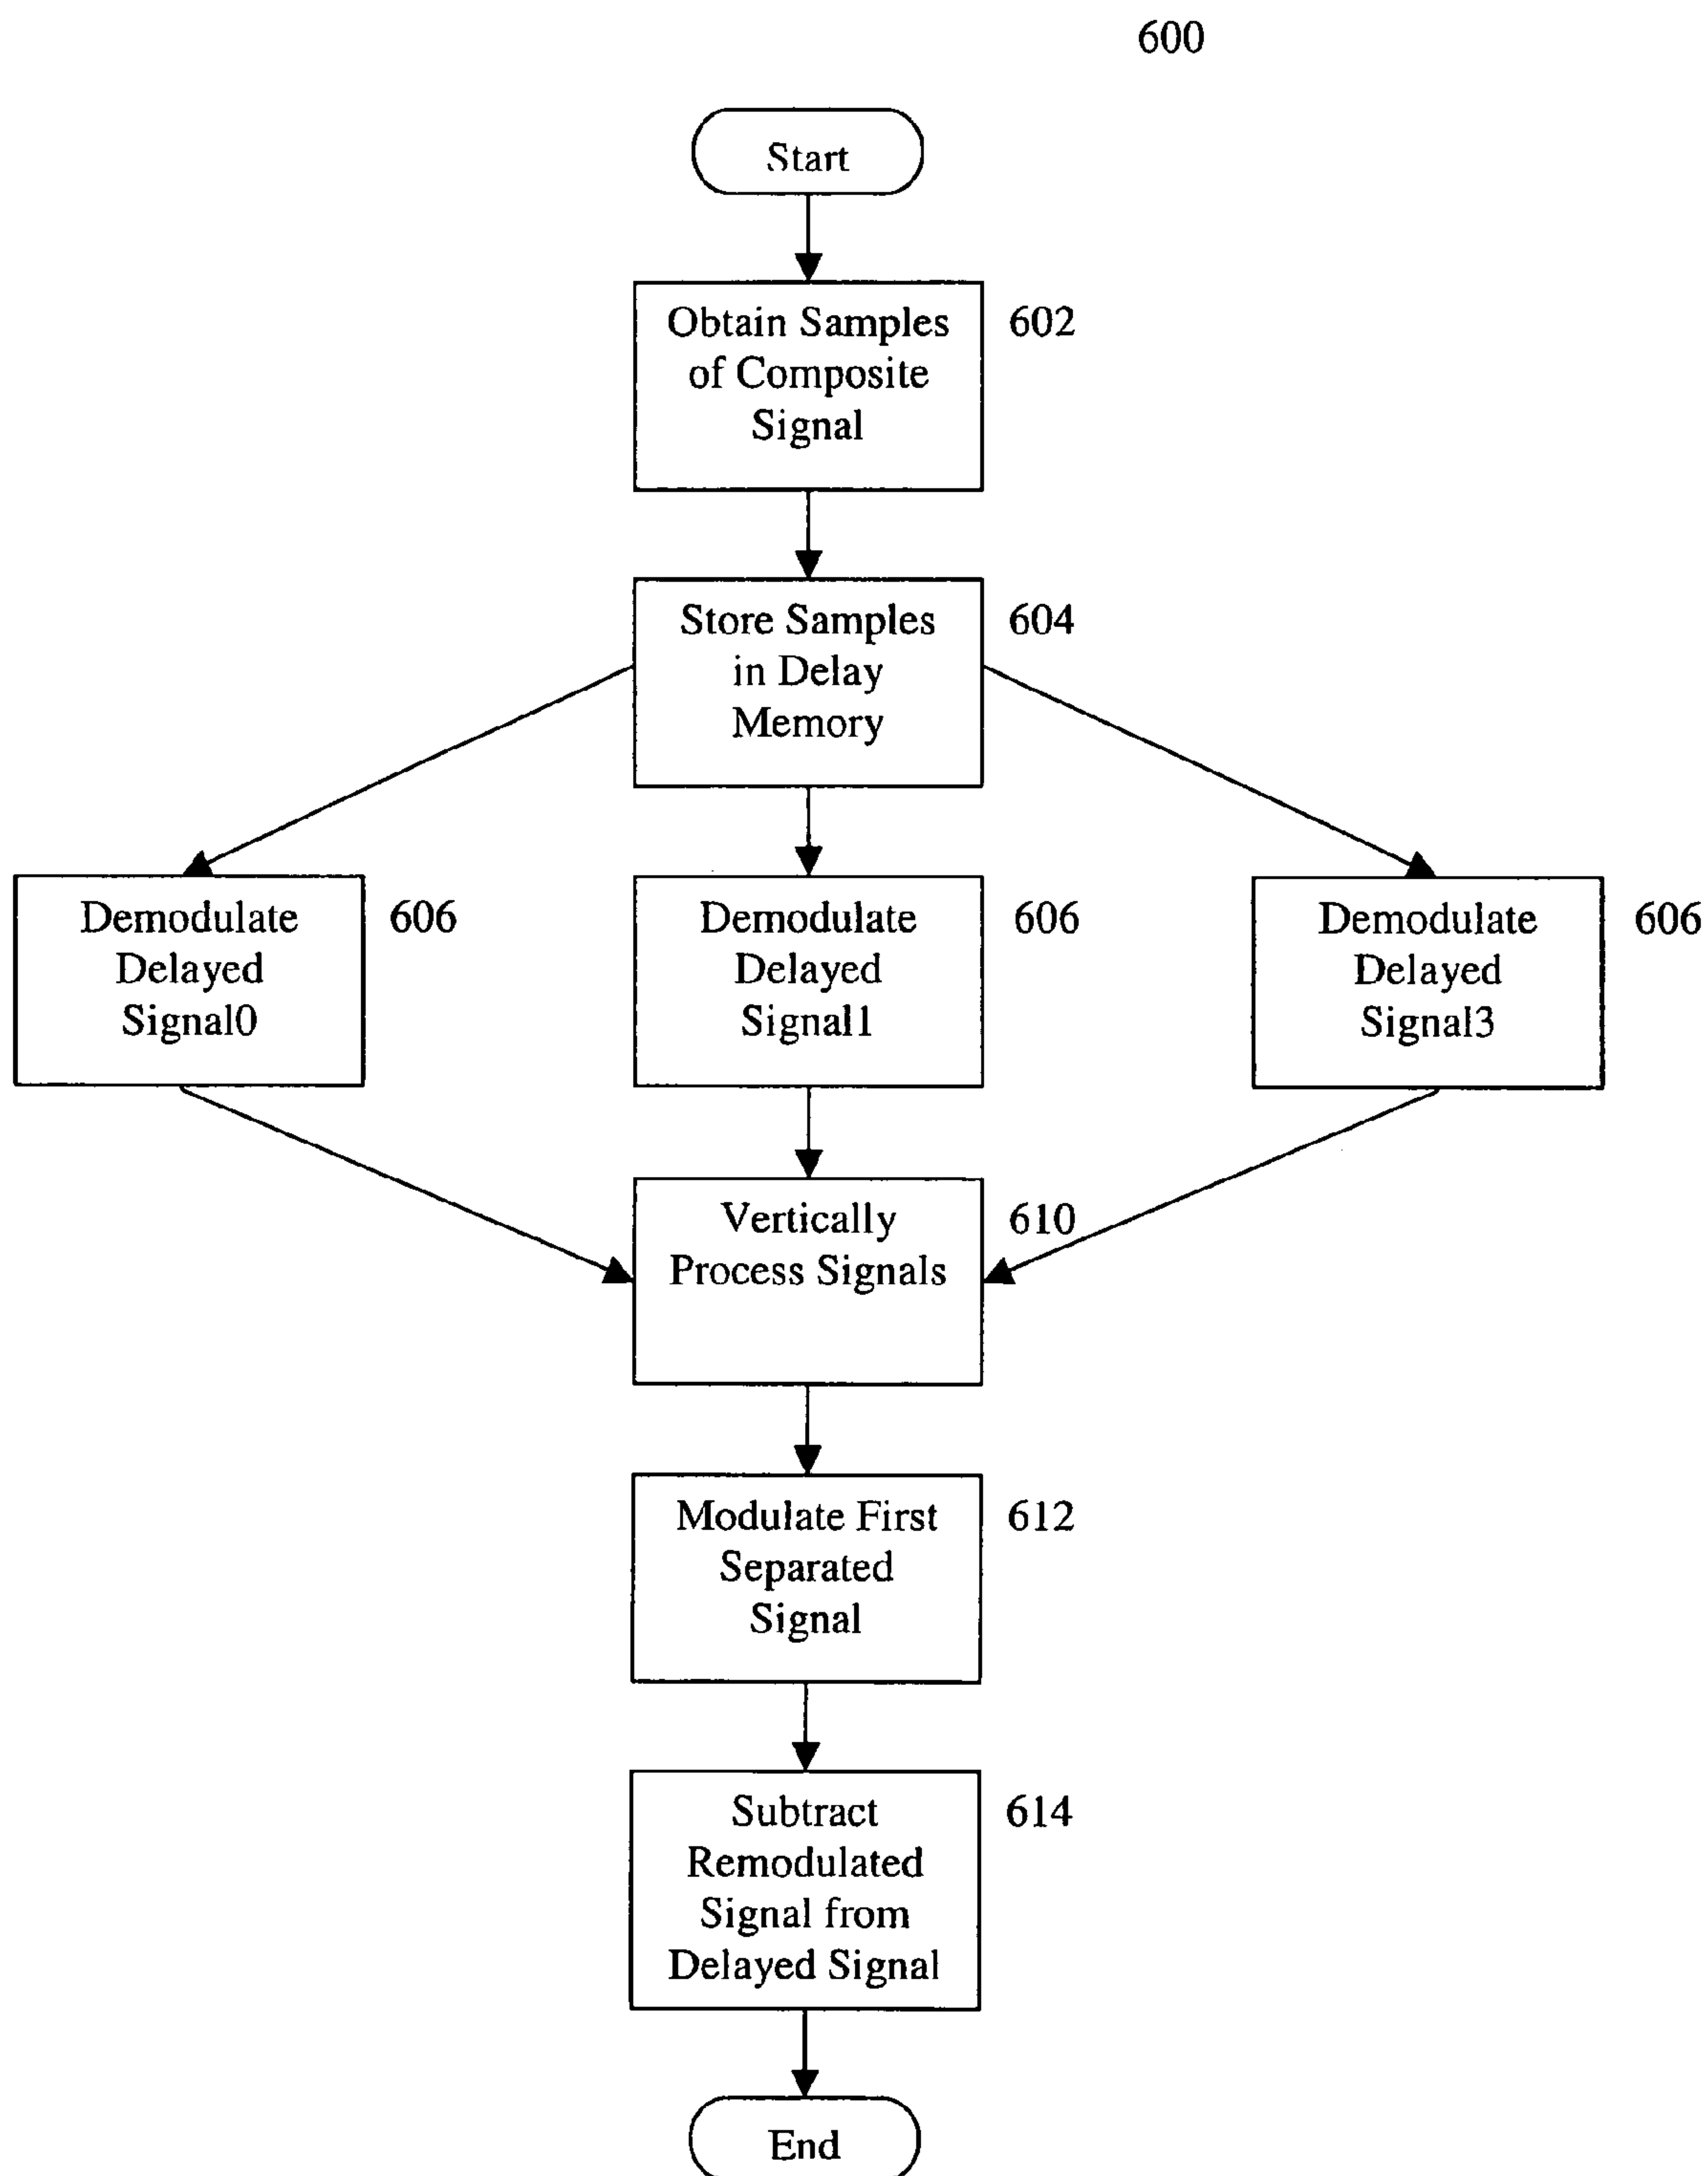 600
Start
Obtain Samples
of Composite
Signal
602
Store Samples
in Delay
Memory
604
Demodulate
Delayed
Signal0
606
Demodulate
Delayed
Signal1
606
Demodulate
Delayed
Signal3
606
Vertically
Process Signals
610
Modulate First
Separated
Signal
612
Subtract
Remodulated
Signal from
Delayed Signal
614
End